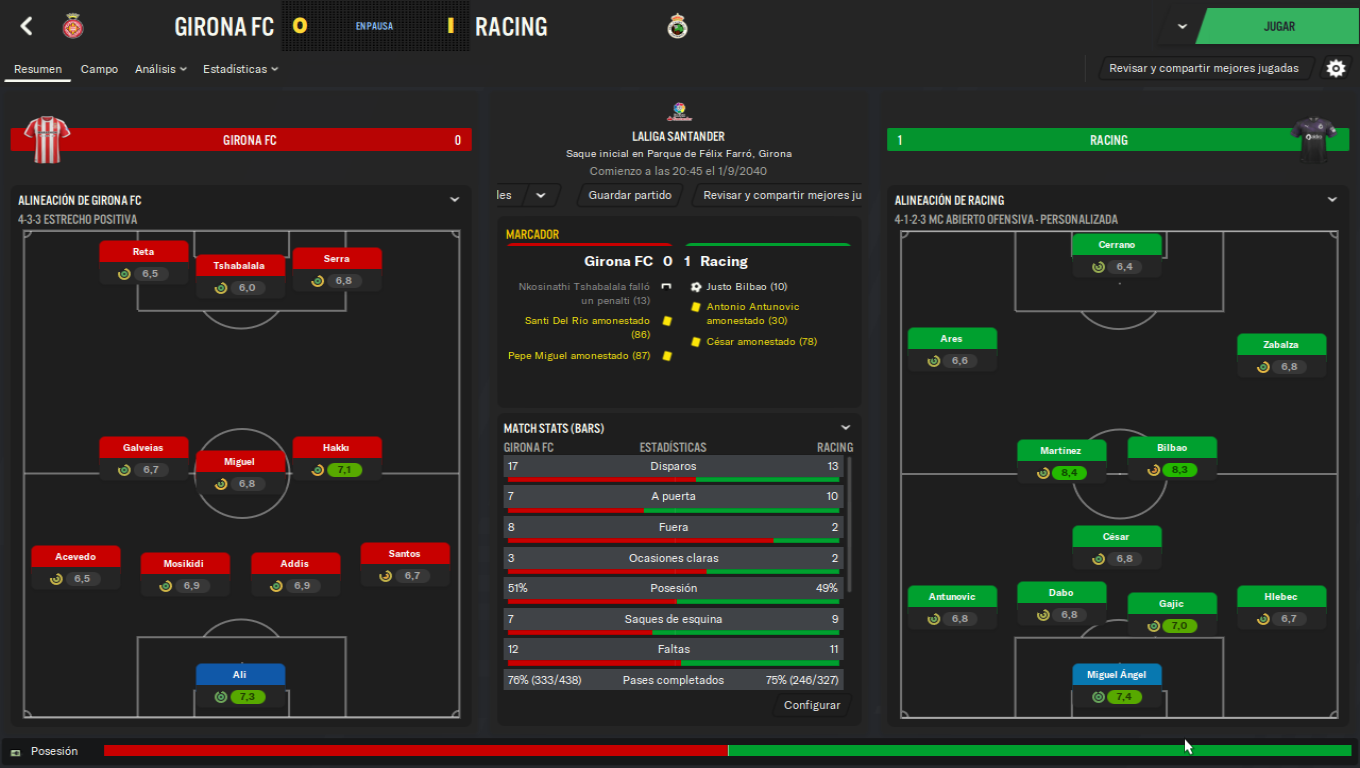 GIRONA FC
0
EN PAUSA
1
RACING
JUGAR
Resumen
Campo
Análisis
Estadísticas
Revisar y compartir mejores jugadas
GIRONA FC
0
ALINEACIÓN DE GIRONA FC
4-3-3 ESTRECHO POSITIVA
Reta
6,5
Tshabalala
6,0
Serra
6,8
Galveias
6,7
Miguel
6,8
Hakkı
7,1
Acevedo
6,5
Mosikidi
6,9
Addis
6,9
Santos
6,7
Alí
7,3
LALIGA SANTANDER
Saque inicial en Parque de Félix Farró, Girona
Comienzo a las 20:45 el 1/9/2040
les
Guardar partido
Revisar y compartir mejores ju
MARCADOR
Girona FC 0 1 Racing
Nkosinathi Tshabalala falló
un penalti (13)
Santi Del Río amonestado
(86)
Pepe Miguel amonestado (87)
Justo Bilbao (10)
Antonio Antunovic
amonestado (30)
César amonestado (78)
MATCH STATS (BARS)
GIRONA FC ESTADÍSTICAS RACING
17 Disparos 13
7 A puerta 10
8 Fuera 2
3 Ocasiones claras 2
51% Posesión 49%
7 Saques de esquina 9
12 Faltas 11
76% (333/438) Pases completados 75% (246/327)
Configurar
1
RACING
ALINEACIÓN DE RACING
4-1-2-3 MC ABIERTO OFENSIVA - PERSONALIZADA
Cerrano
6,4
Ares
6,6
Zabalza
6,8
Martínez
8,4
Bilbao
8,3
César
6,8
Antunovic
6,8
Dabo
6,8
Gajic
7,0
Hlebec
6,7
Miguel Ángel
7,4
Posesión